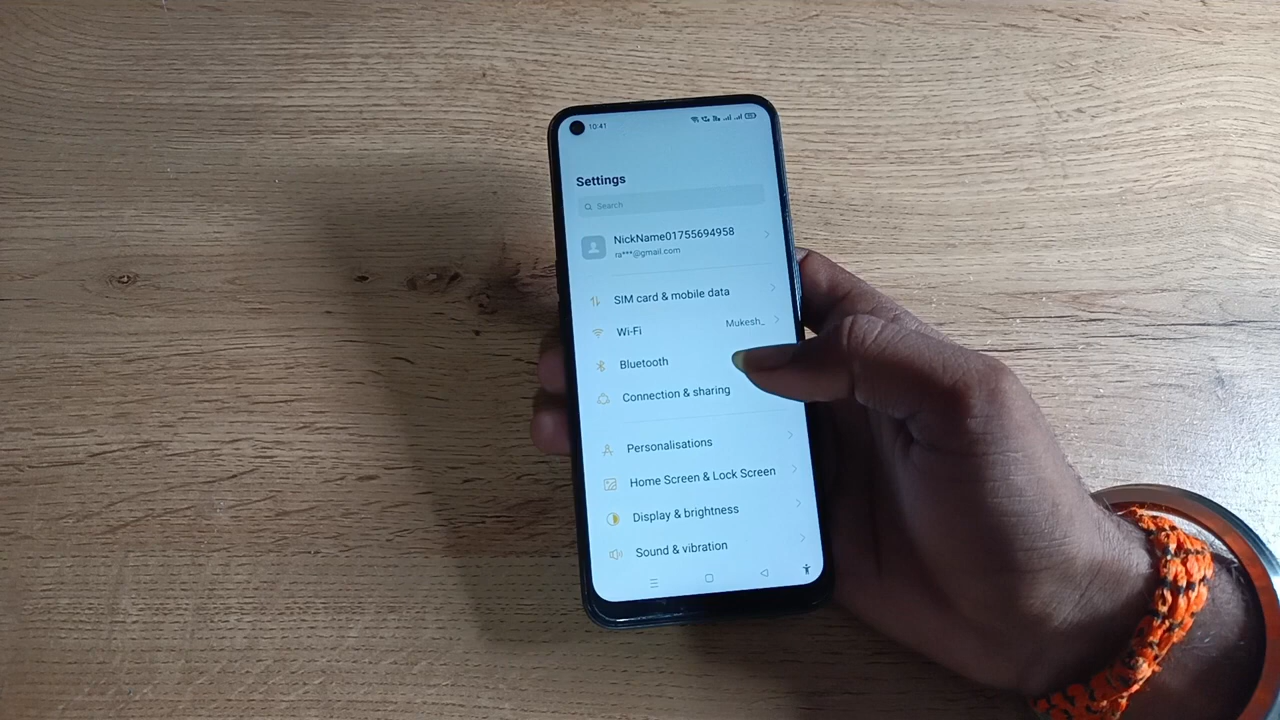 10:41
Settings
Search
NickName01755694958
ra***@gmail.com
SIM card & mobile data
Wi-Fi Mukesh_
Bluetooth
Connection & sharing
Personalisations
Home Screen & Lock Screen
Display & brightness
Sound & vibration